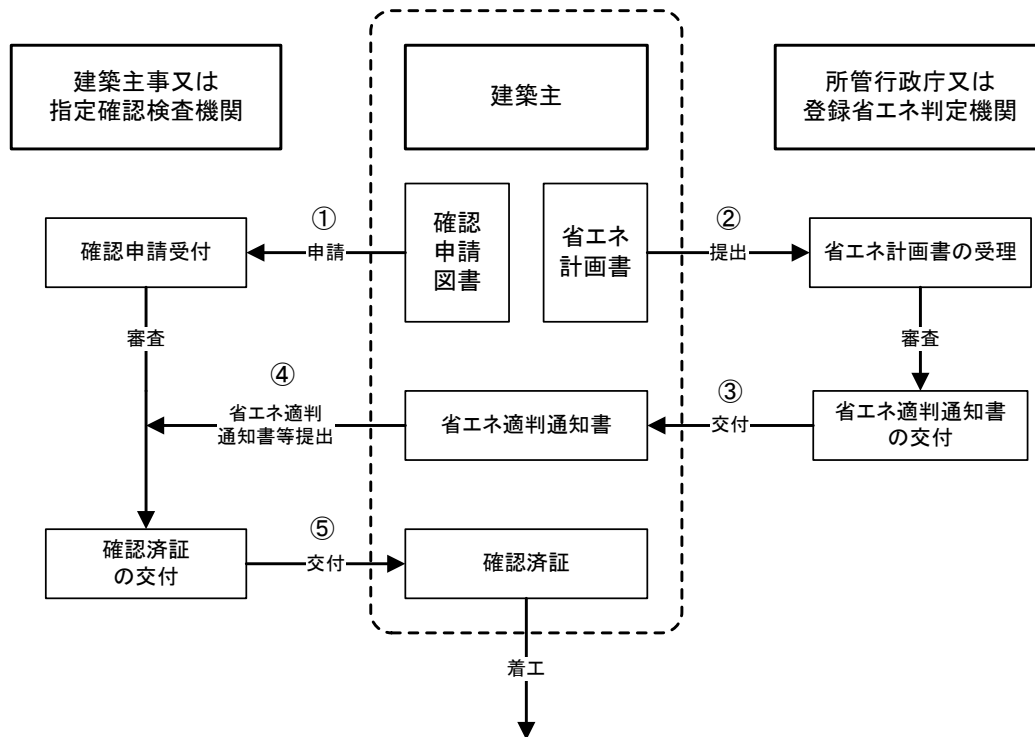 建築主事又は
指定確認検査機関
建築主
所管行政庁又は
登録省エネ判定機関
①
申請
確認申請受付
確認
申請
図書
省エネ
計画書
②
提出
省エネ計画書の受理
審査
審査
④
省エネ適判
通知書等提出
省エネ適判通知書
③
交付
省エネ適判通知書
の交付
確認済証
の交付
⑤
交付
確認済証
着工